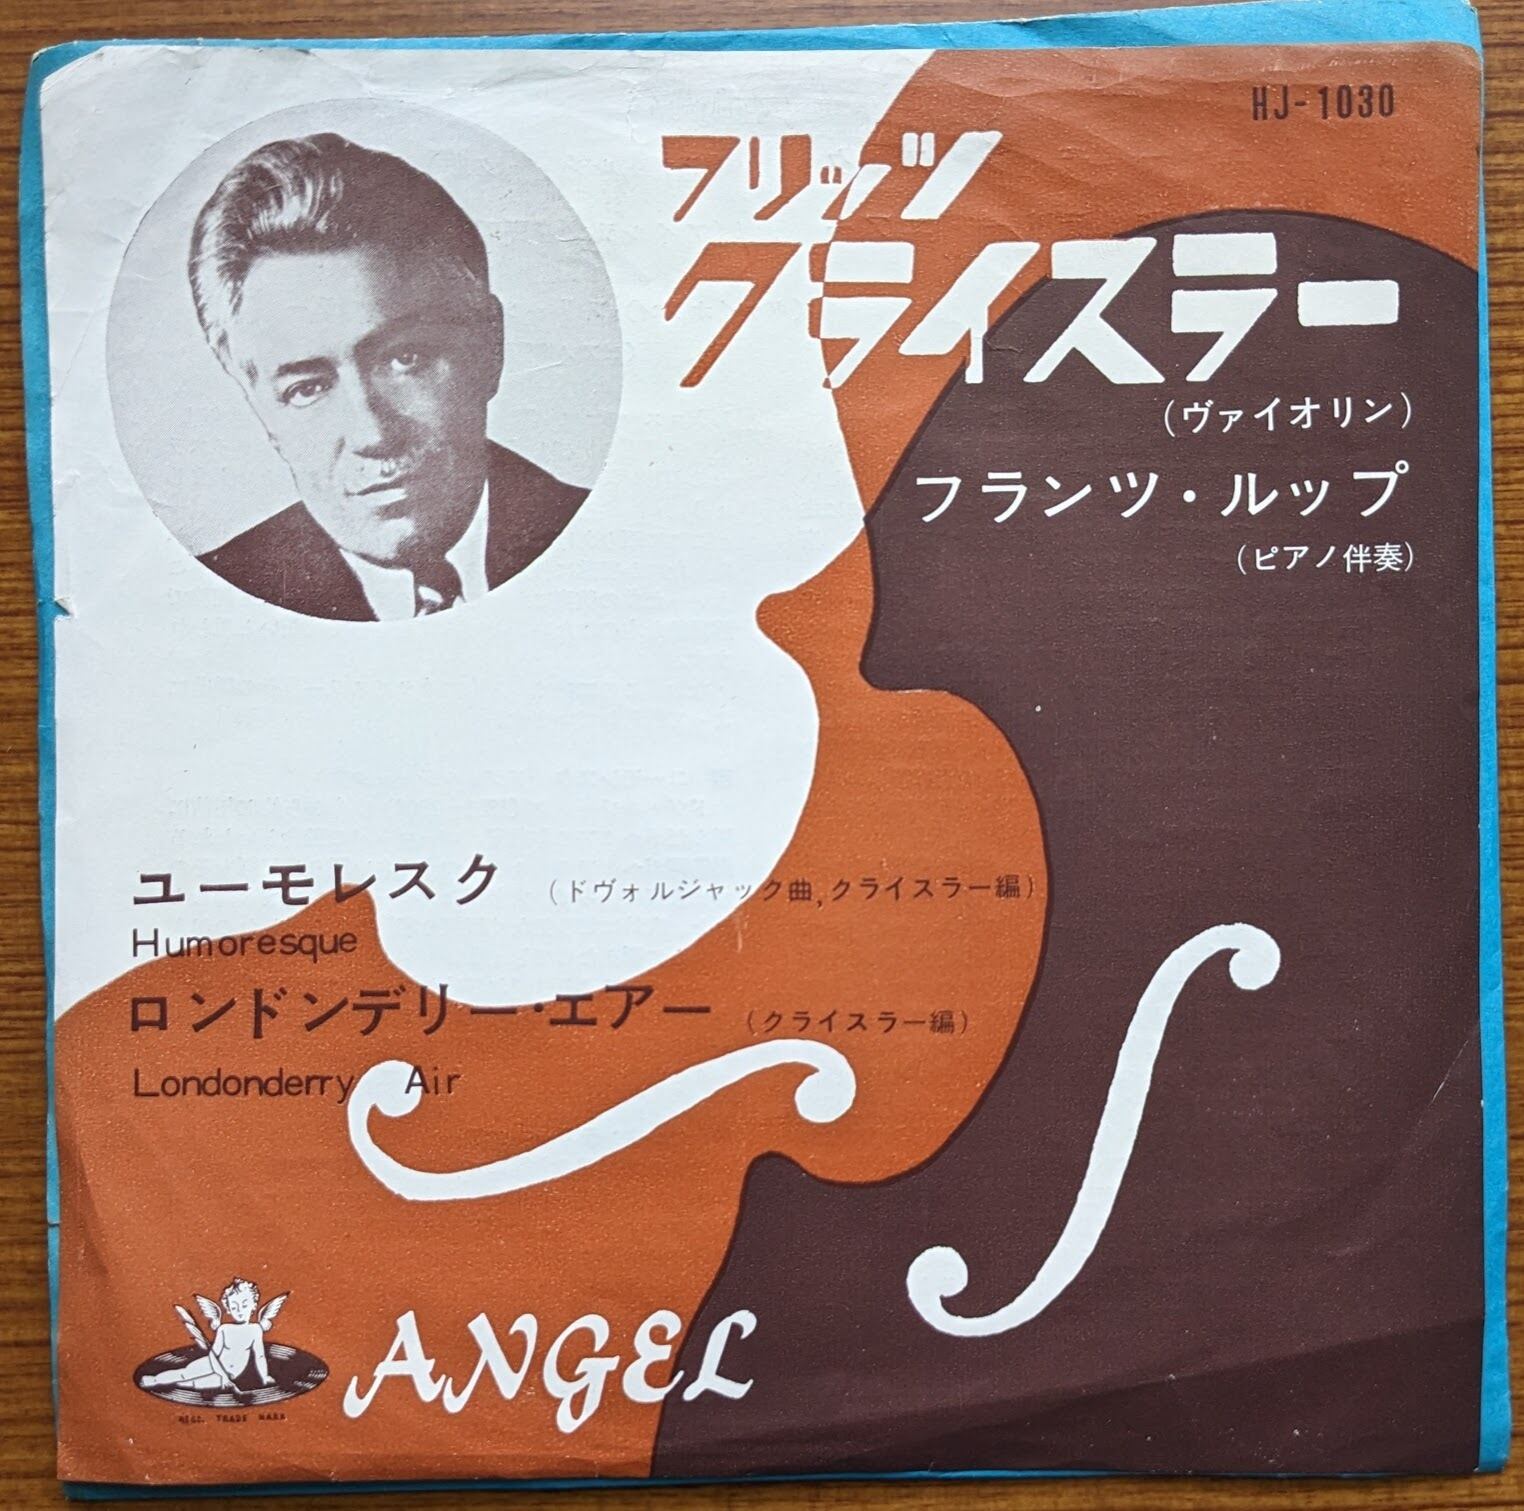 HJ-1030
フリッツ
クライスラー
(ヴァイオリン)
フランツ・ルップ
(ピアノ伴奏)
ユーモレスク (ドヴォルジャック曲,クライスラー編)
Humoresque
ロンドンデリー・エアー (クライスラー編)
Londonderry Air
ANGEL
REGD. TRADE MARK